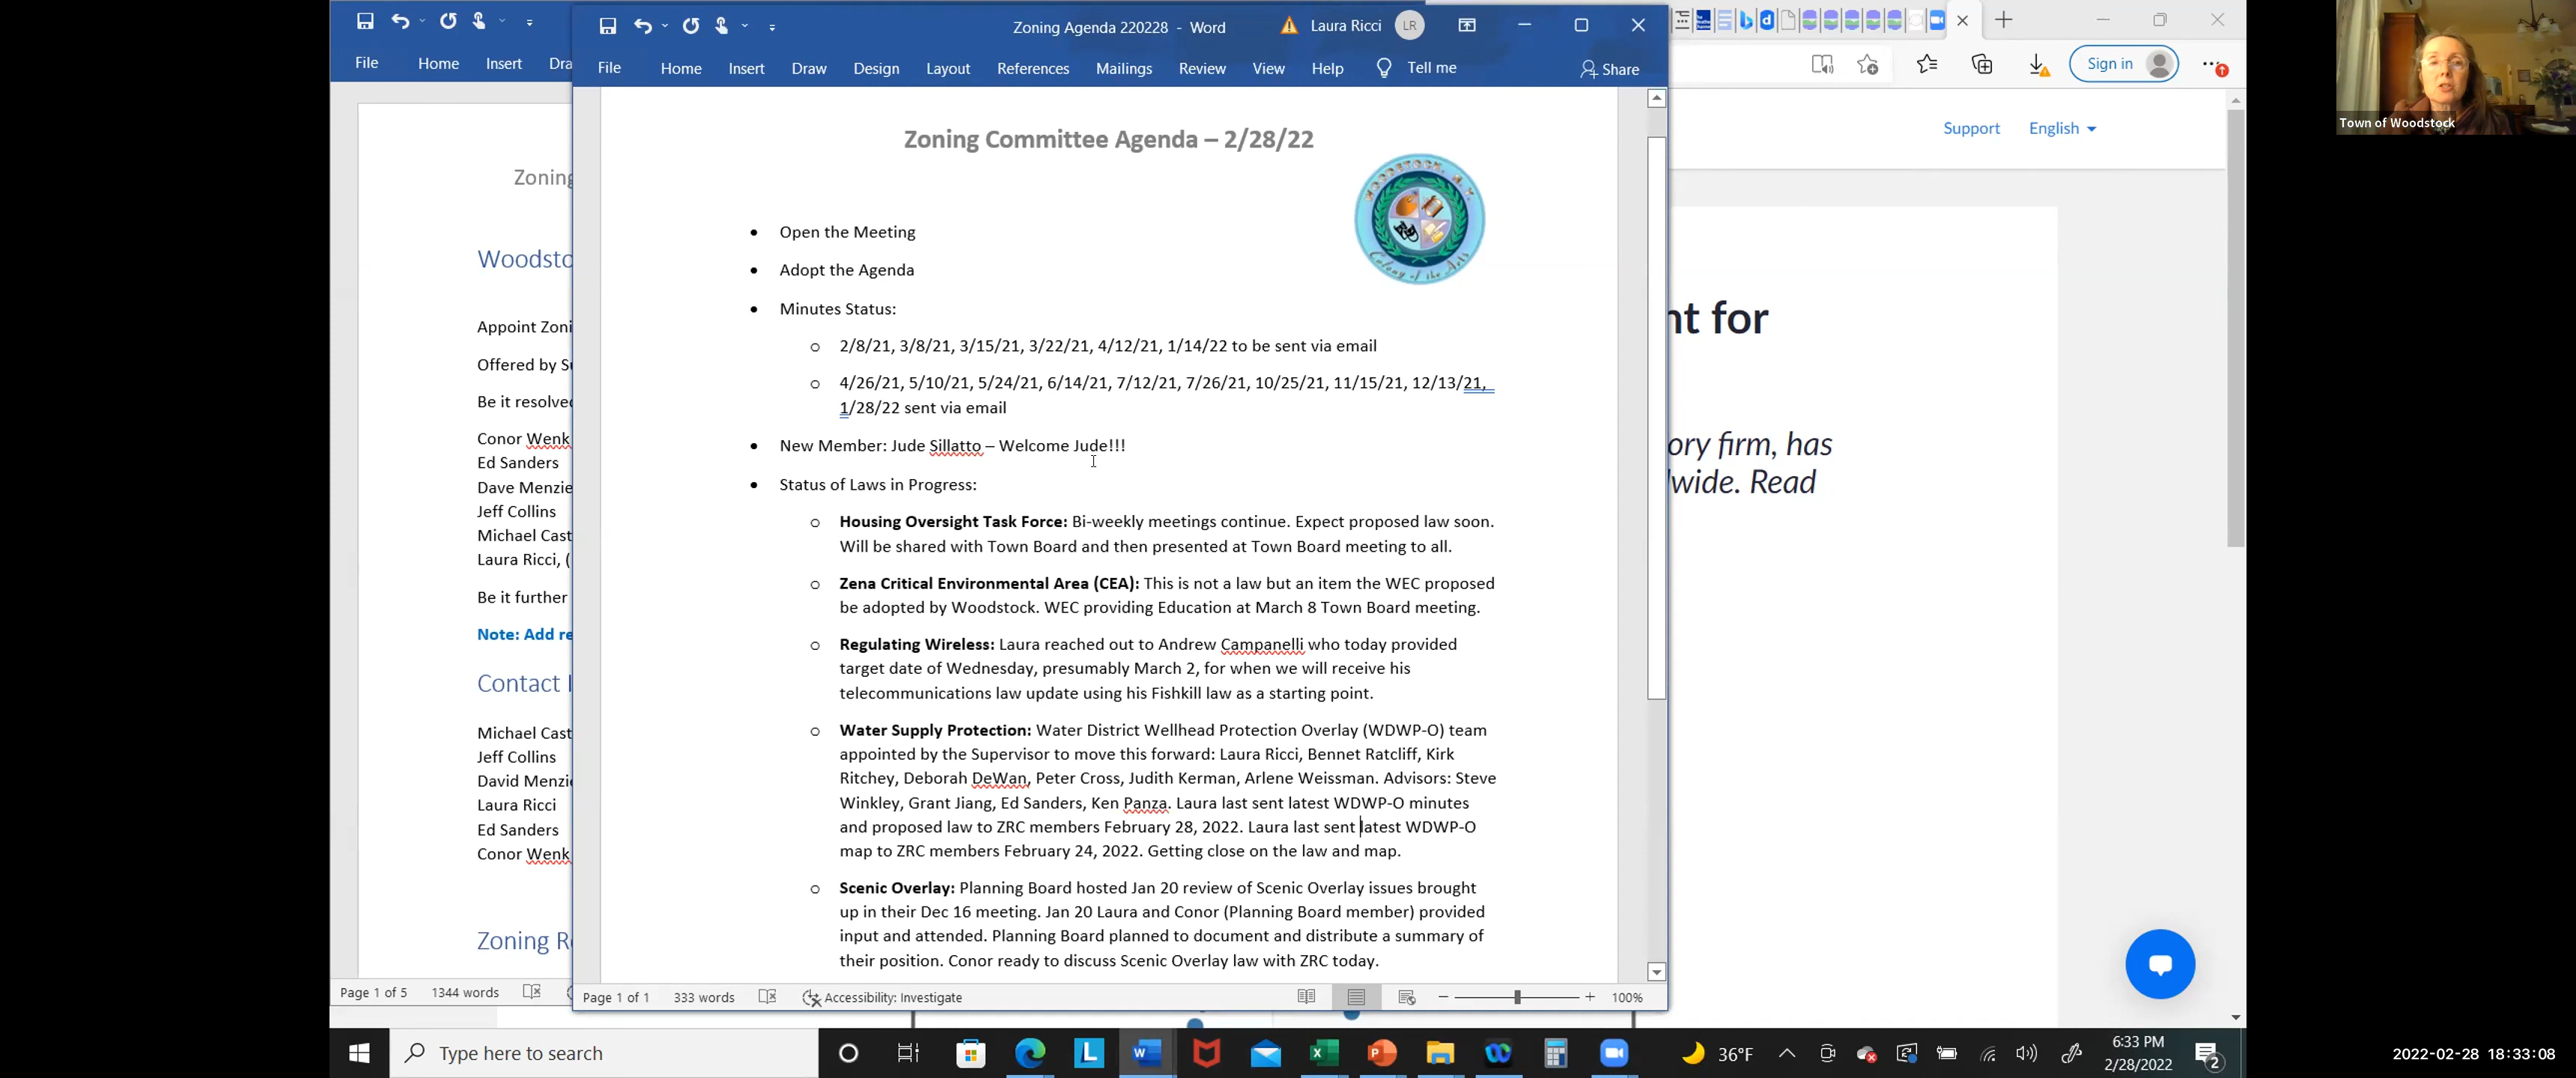 Zoning Agenda 220228 - Word
Laura Ricci
LR
File
Home
Insert
Dra
File
Home
Insert
Draw
Design
Layout
References
Mailings
Review
View
Help
Tell me
Share
Sign in
Town of Woodstock
Support
English
Zoning
Woodsto
Appoint Zoni
Offered by S
Be it resolve
Conor Wenk
Ed Sanders
Dave Menzie
Jeff Collins
Michael Cast
Laura Ricci, (
Be it further
Note: Add re
Contact I
Michael Cast
Jeff Collins
David Menzi
Laura Ricci
Ed Sanders
Conor Wenk
Zoning R
Page 1 of 5
1344 words
Zoning Committee Agenda – 2/28/22
WOODSTOCK, N.Y.
Colony of the Arts
• Open the Meeting
• Adopt the Agenda
• Minutes Status:
o 2/8/21, 3/8/21, 3/15/21, 3/22/21, 4/12/21, 1/14/22 to be sent via email
o 4/26/21, 5/10/21, 5/24/21, 6/14/21, 7/12/21, 7/26/21, 10/25/21, 11/15/21, 12/13/21,
1/28/22 sent via email
• New Member: Jude Sillatto – Welcome Jude!!!
• Status of Laws in Progress:
o Housing Oversight Task Force: Bi-weekly meetings continue. Expect proposed law soon.
Will be shared with Town Board and then presented at Town Board meeting to all.
o Zena Critical Environmental Area (CEA): This is not a law but an item the WEC proposed
be adopted by Woodstock. WEC providing Education at March 8 Town Board meeting.
o Regulating Wireless: Laura reached out to Andrew Campanelli who today provided
target date of Wednesday, presumably March 2, for when we will receive his
telecommunications law update using his Fishkill law as a starting point.
o Water Supply Protection: Water District Wellhead Protection Overlay (WDWP-O) team
appointed by the Supervisor to move this forward: Laura Ricci, Bennet Ratcliff, Kirk
Ritchey, Deborah DeWan, Peter Cross, Judith Kerman, Arlene Weissman. Advisors: Steve
Winkley, Grant Jiang, Ed Sanders, Ken Panza. Laura last sent latest WDWP-O minutes
and proposed law to ZRC members February 28, 2022. Laura last sent latest WDWP-O
map to ZRC members February 24, 2022. Getting close on the law and map.
o Scenic Overlay: Planning Board hosted Jan 20 review of Scenic Overlay issues brought
up in their Dec 16 meeting. Jan 20 Laura and Conor (Planning Board member) provided
input and attended. Planning Board planned to document and distribute a summary of
their position. Conor ready to discuss Scenic Overlay law with ZRC today.
Page 1 of 1
333 words
Accessibility: Investigate
100%
nt for
ory firm, has
wide. Read
Type here to search
36°F
6:33 PM
2/28/2022
2
2022-02-28 18:33:08